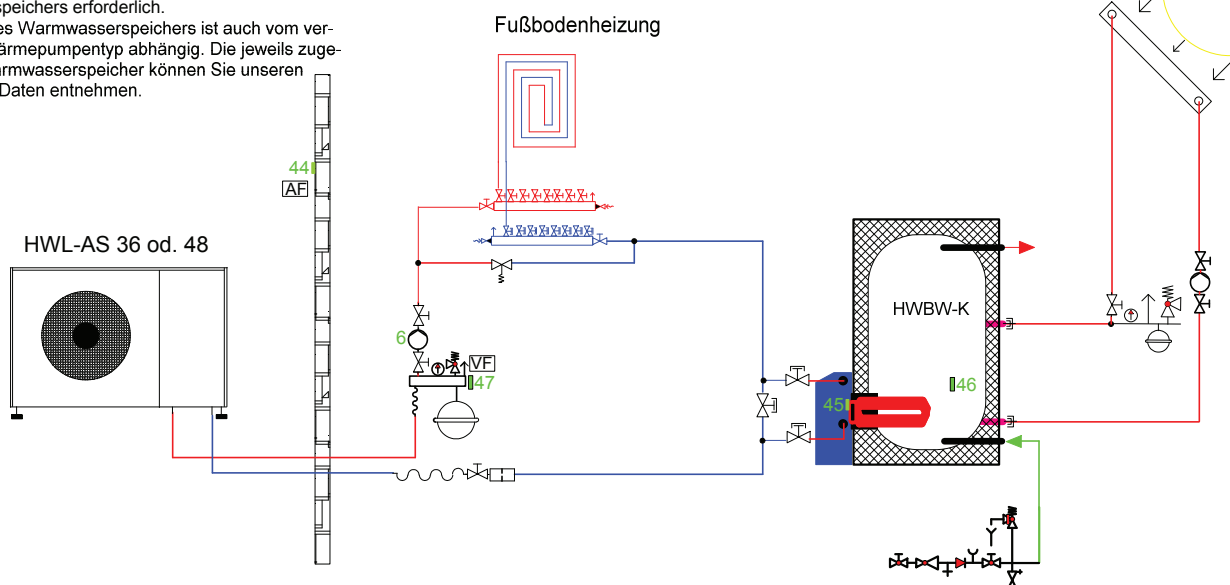 speichers erforderlich.
es Warmwasserspeichers ist auch vom ver-
ärmepumpentyp abhängig. Die jeweils zuge-
armwasserspeicher können Sie unseren
Daten entnehmen.
Fußbodenheizung
44
AF
HWL-AS 36 od. 48
HWBW-K
6
VF
47
46
45